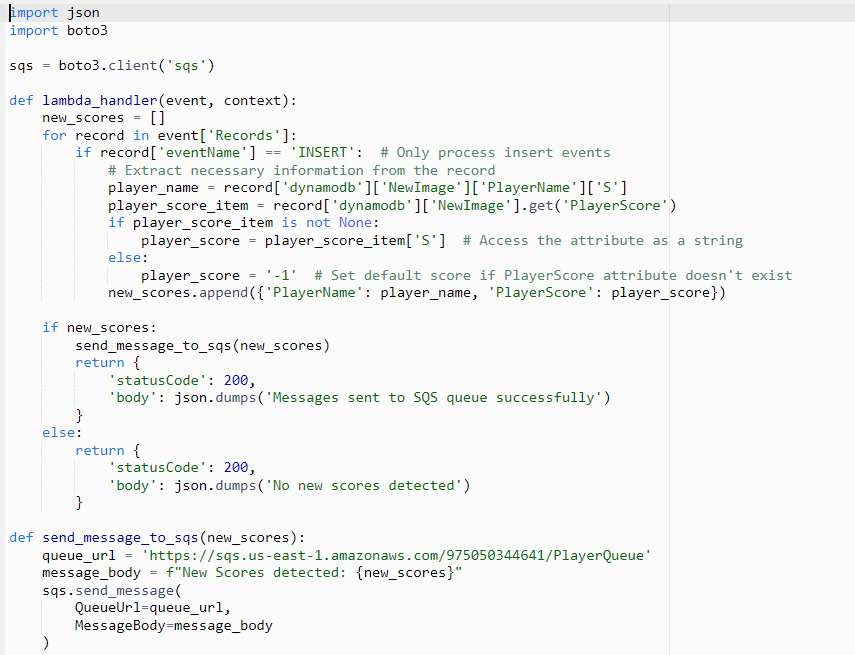 import json
import boto3

sqs = boto3.client('sqs')

def lambda_handler(event, context):
    new_scores = []
    for record in event['Records']:
        if record['eventName'] == 'INSERT':  # Only process insert events
            # Extract necessary information from the record
            player_name = record['dynamodb']['NewImage']['PlayerName']['S']
            player_score_item = record['dynamodb']['NewImage'].get('PlayerScore')
            if player_score_item is not None:
                player_score = player_score_item['S']  # Access the attribute as a string
            else:
                player_score = '-1'  # Set default score if PlayerScore attribute doesn't exist
            new_scores.append({'PlayerName': player_name, 'PlayerScore': player_score})

    if new_scores:
        send_message_to_sqs(new_scores)
        return {
            'statusCode': 200,
            'body': json.dumps('Messages sent to SQS queue successfully')
        }
    else:
        return {
            'statusCode': 200,
            'body': json.dumps('No new scores detected')
        }

def send_message_to_sqs(new_scores):
    queue_url = 'https://sqs.us-east-1.amazonaws.com/975050344641/PlayerQueue'
    message_body = f"New Scores detected: {new_scores}"
    sqs.send_message(
        QueueUrl=queue_url,
        MessageBody=message_body
    )